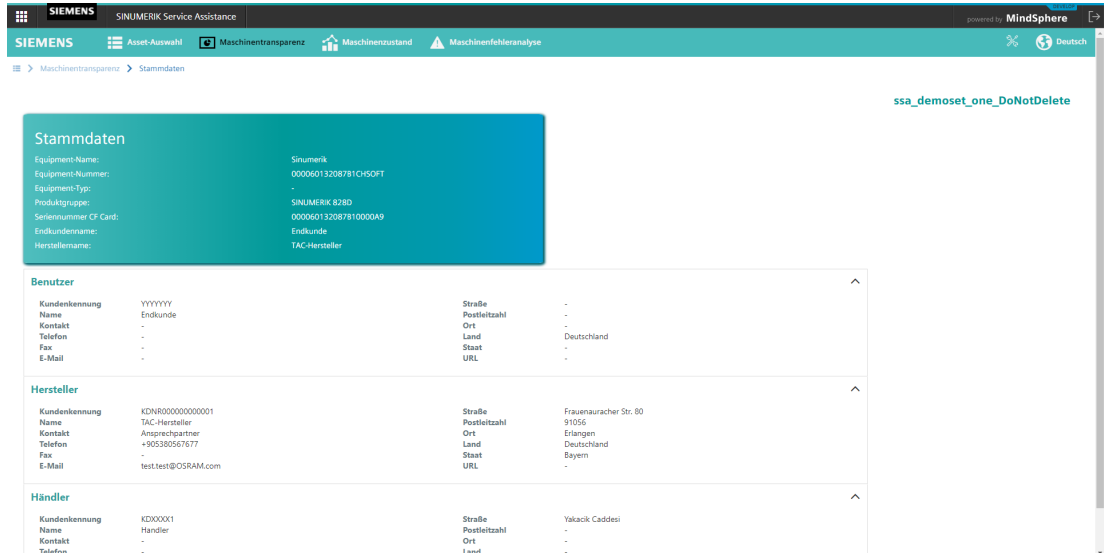 SIEMENS
SINUMERIK Service Assistance
powered by MindSphere
SIEMENS
Asset-Auswahl
Maschinentransparenz
Maschinenzustand
Maschinenfehleranalyse
Deutsch
Maschinentransparenz
Stammdaten
ssa_demoset_one_DoNotDelete
Stammdaten
Equipment-Name: Sinumerik
Equipment-Nummer: 00006013208781CHSOFT
Equipment-Typ: -
Produktgruppe: SINUMERIK 828D
Seriennummer CF Card: 000060132087810000A9
Endkundenname: Endkunde
Herstellername: TAC-Hersteller
Benutzer
Kundenkennung YYYYYYY Straße -
Name Endkunde Postleitzahl -
Kontakt - Ort -
Telefon - Land Deutschland
Fax - Staat -
E-Mail - URL -
Hersteller
Kundenkennung KDNR000000000001 Straße Frauenauracher Str. 80
Name TAC-Hersteller Postleitzahl 91056
Kontakt Ansprechpartner Ort Erlangen
Telefon +905380567677 Land Deutschland
Fax - Staat Bayern
E-Mail test.test@OSRAM.com URL -
Händler
Kundenkennung KDXXXX1 Straße Yakacik Caddesi
Name Handler Postleitzahl -
Kontakt - Ort -
Telefon - Land -